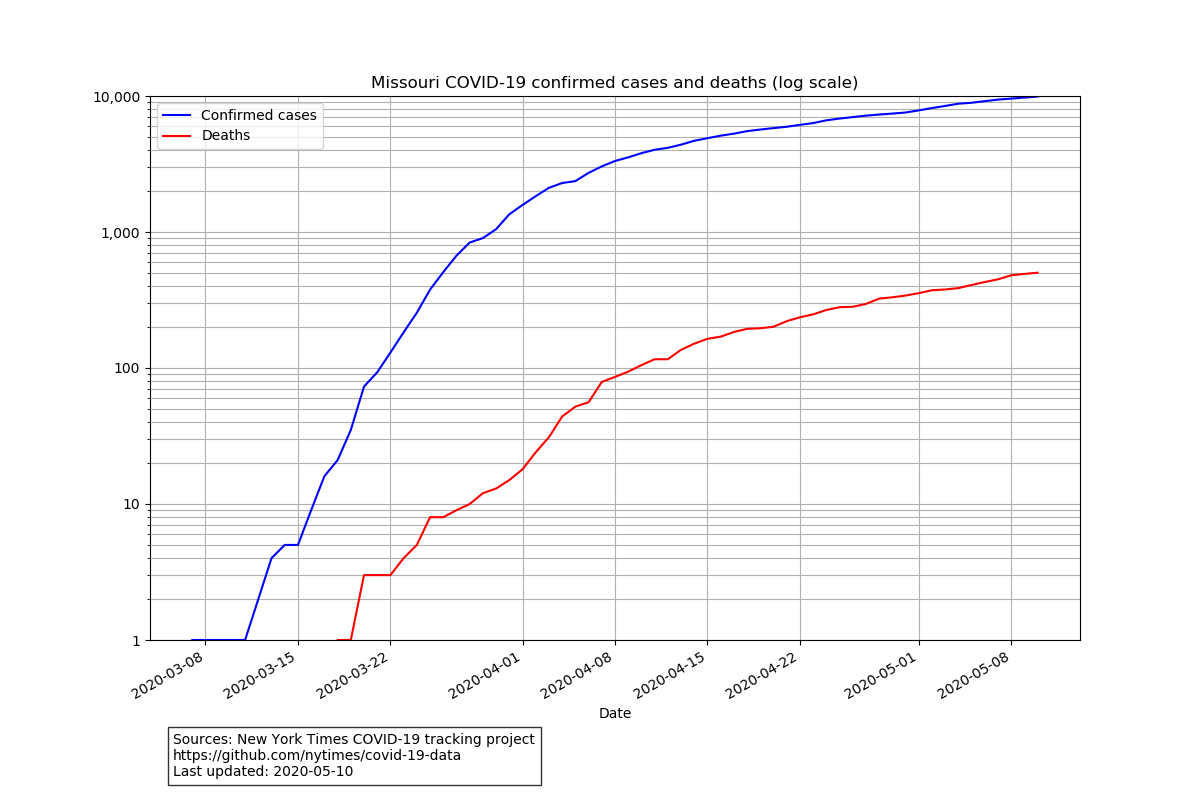 Missouri COVID-19 confirmed cases and deaths (log scale)
10,000
1,000
100
10
1
Confirmed cases
Deaths
2020-03-08
2020-03-15
2020-03-22
2020-04-01
2020-04-08
2020-04-15
2020-04-22
2020-05-01
2020-05-08
Date
Sources: New York Times COVID-19 tracking project
https://github.com/nytimes/covid-19-data
Last updated: 2020-05-10